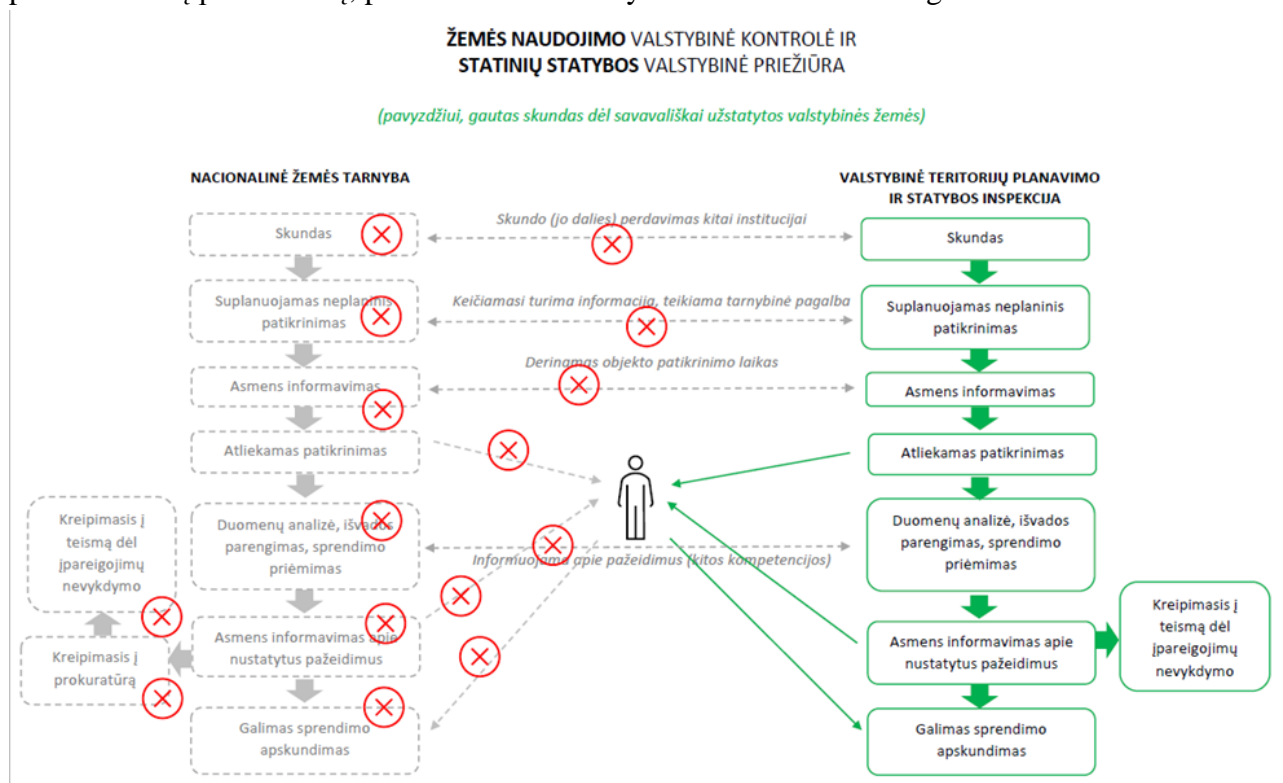 ŽEMĖS NAUDOJIMO VALSTYBINĖ KONTROLĖ IR
STATINIŲ STATYBOS VALSTYBINĖ PRIEŽIŪRA
(pavyzdžiui, gautas skundas dėl savavališkai užstatytos valstybinės žemės)
NACIONALINĖ ŽEMĖS TARNYBA
VALSTYBINĖ TERITORIJŲ PLANAVIMO
IR STATYBOS INSPEKCIJA
Skundas
Skundo (jo dalies) perdavimas kitai institucijai
Skundas
Suplanuojamas neplaninis
patikrinimas
Keičiamasi turima informacija, teikiama tarnybinė pagalba
Suplanuojamas neplaninis
patikrinimas
Asmens informavimas
Derinamas objekto patikrinimo laikas
Asmens informavimas
Atliekamas patikrinimas
Atliekamas patikrinimas
Kreipimasis į
teismą dėl
įpareigojimų
nevykdymo
Duomenų analizė, išvados
parengimas, sprendimo
priėmimas
Informuojama apie pažeidimus (kitos kompetencijos)
Duomenų analizė, išvados
parengimas, sprendimo
priėmimas
Kreipimasis į
prokuratūrą
Asmens informavimas apie
nustatytus pažeidimus
Asmens informavimas apie
nustatytus pažeidimus
Kreipimasis į
teismą dėl
įpareigojimų
nevykdymo
Galimas sprendimo
apskundimas
Galimas sprendimo
apskundimas